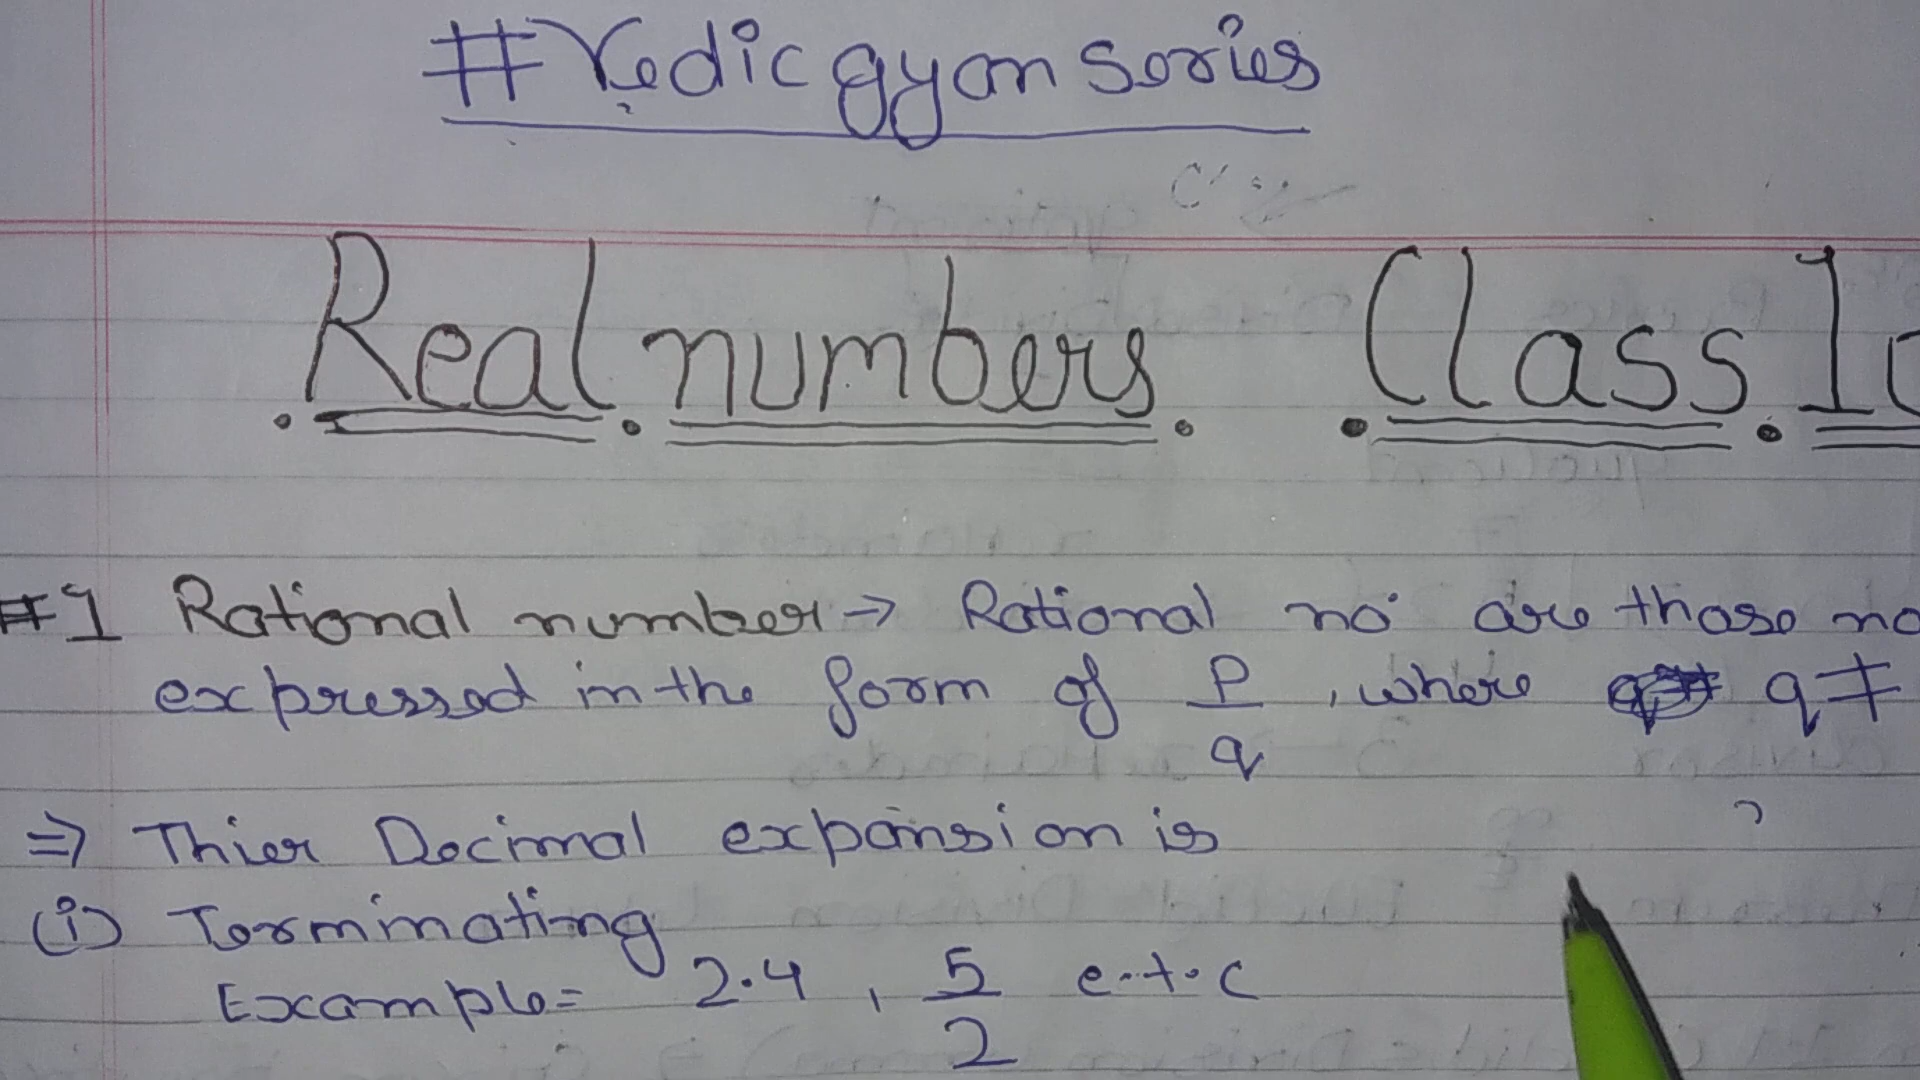 #Vedic gyan series
Real numbers Class 10
#1 Rational number → Rational no. are those no
expressed in the form of p/q , where q≠
⇒ Thier Decimal expansion is
(i) Terminating
Example= 2.4 , 5/2 e.t.c